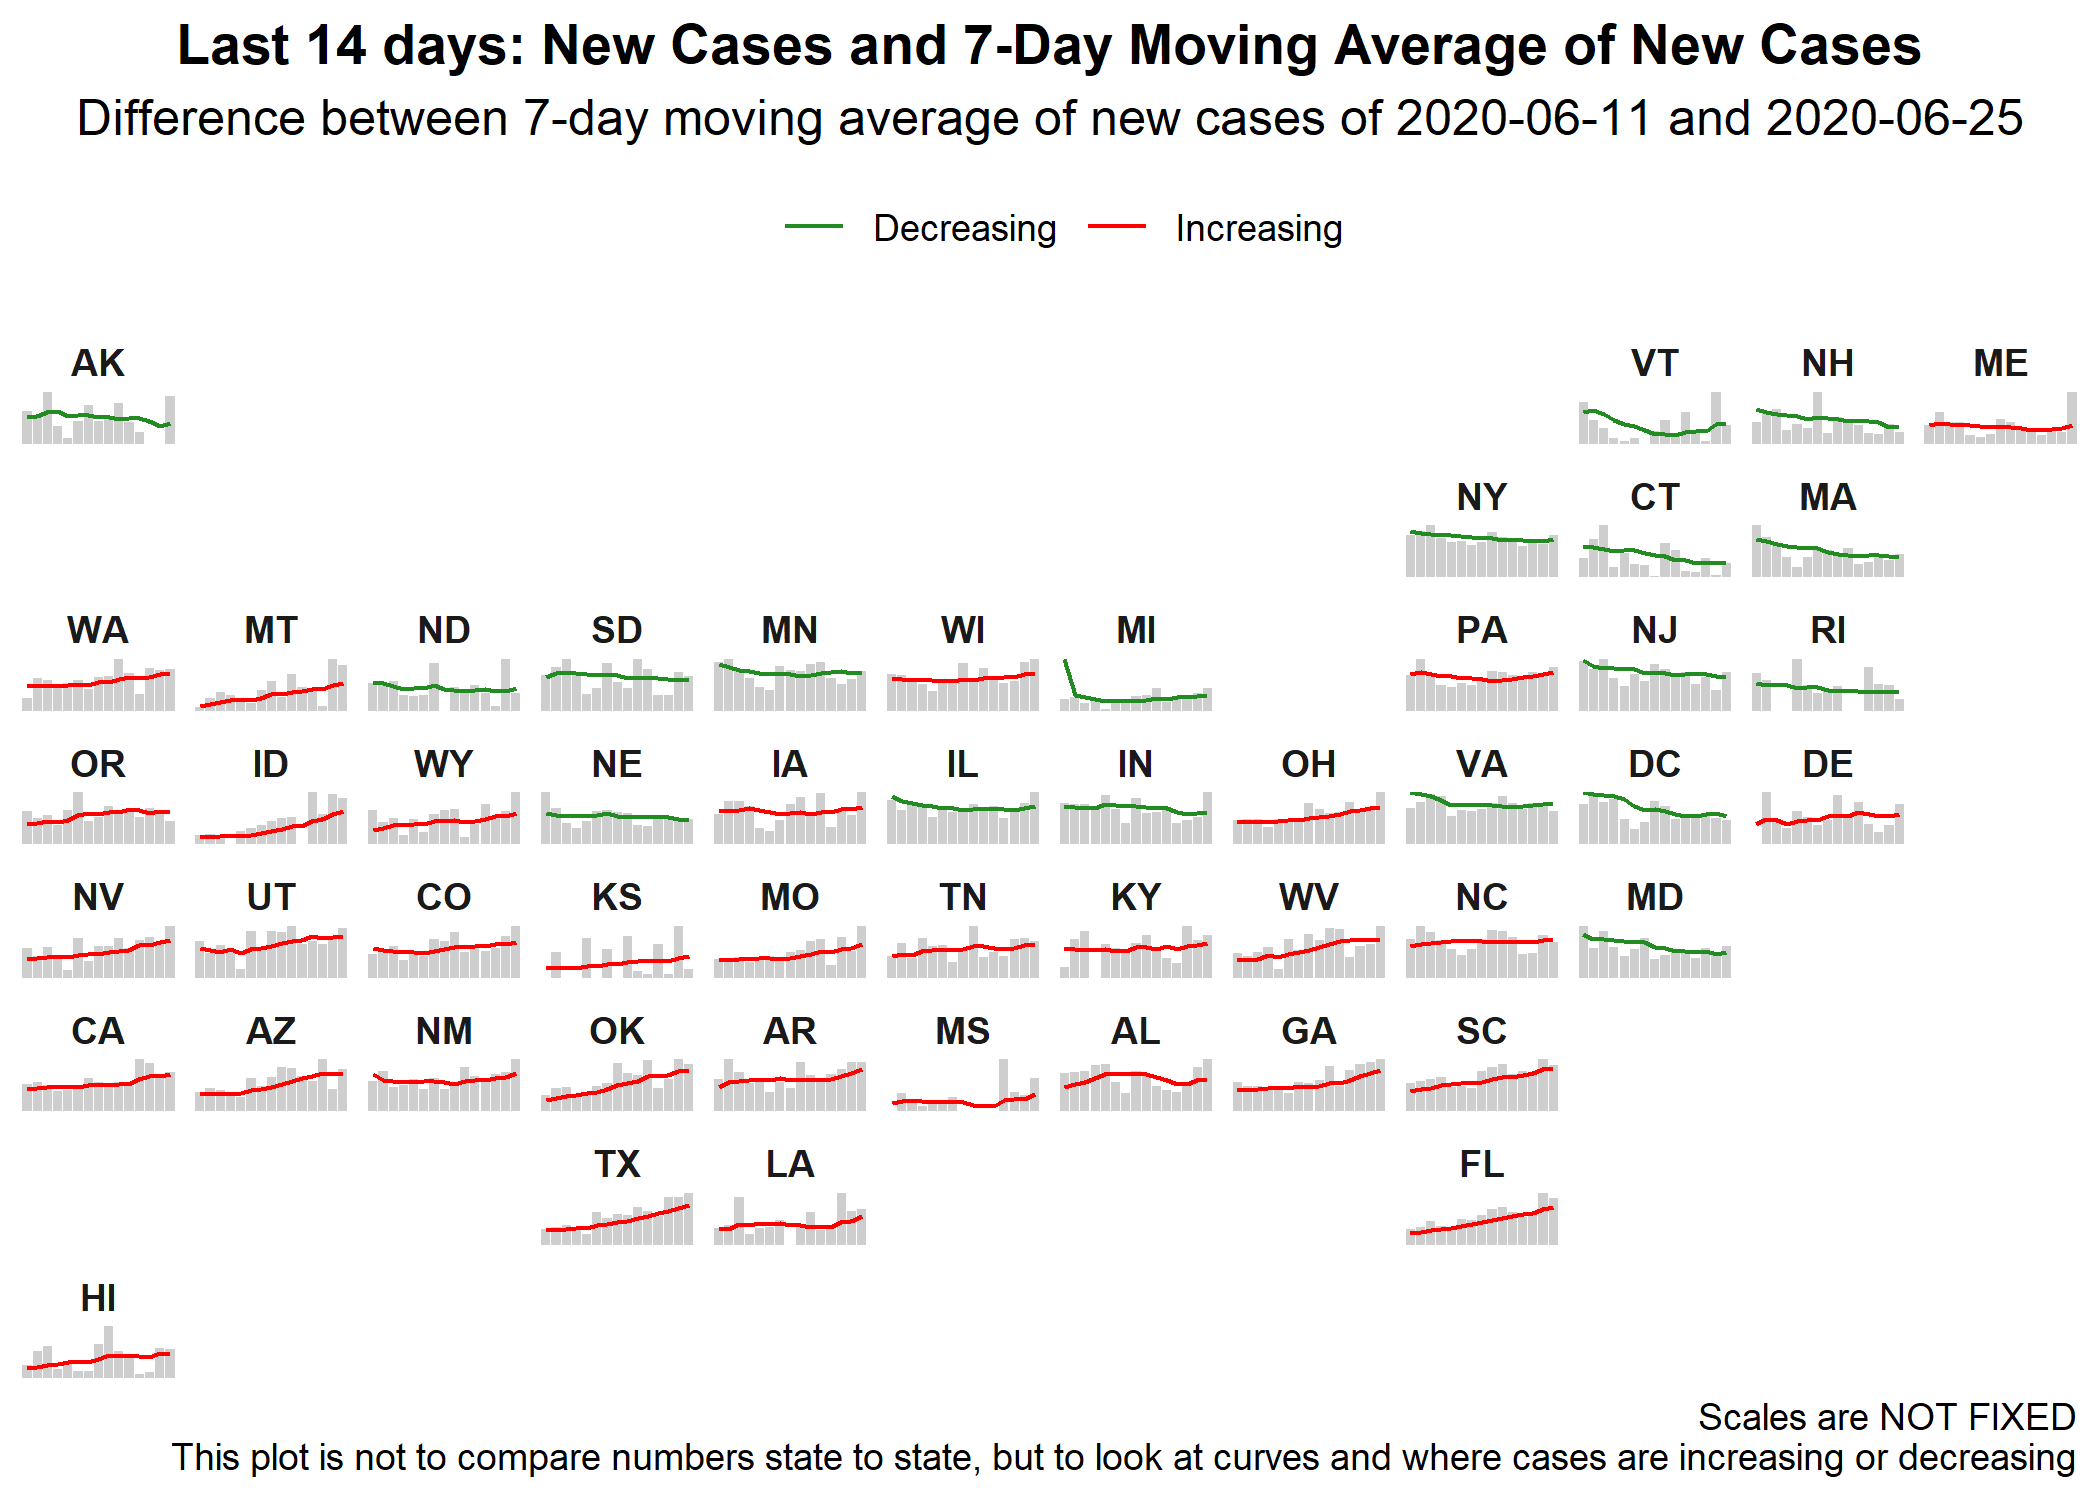 Last 14 days: New Cases and 7-Day Moving Average of New Cases
Difference between 7-day moving average of new cases of 2020-06-11 and 2020-06-25
Decreasing Increasing
AK VT NH ME
NY CT MA
WA MT ND SD MN WI MI PA NJ RI
OR ID WY NE IA IL IN OH VA DC DE
NV UT CO KS MO TN KY WV NC MD
CA AZ NM OK AR MS AL GA SC
TX LA FL
HI
Scales are NOT FIXED
This plot is not to compare numbers state to state, but to look at curves and where cases are increasing or decreasing